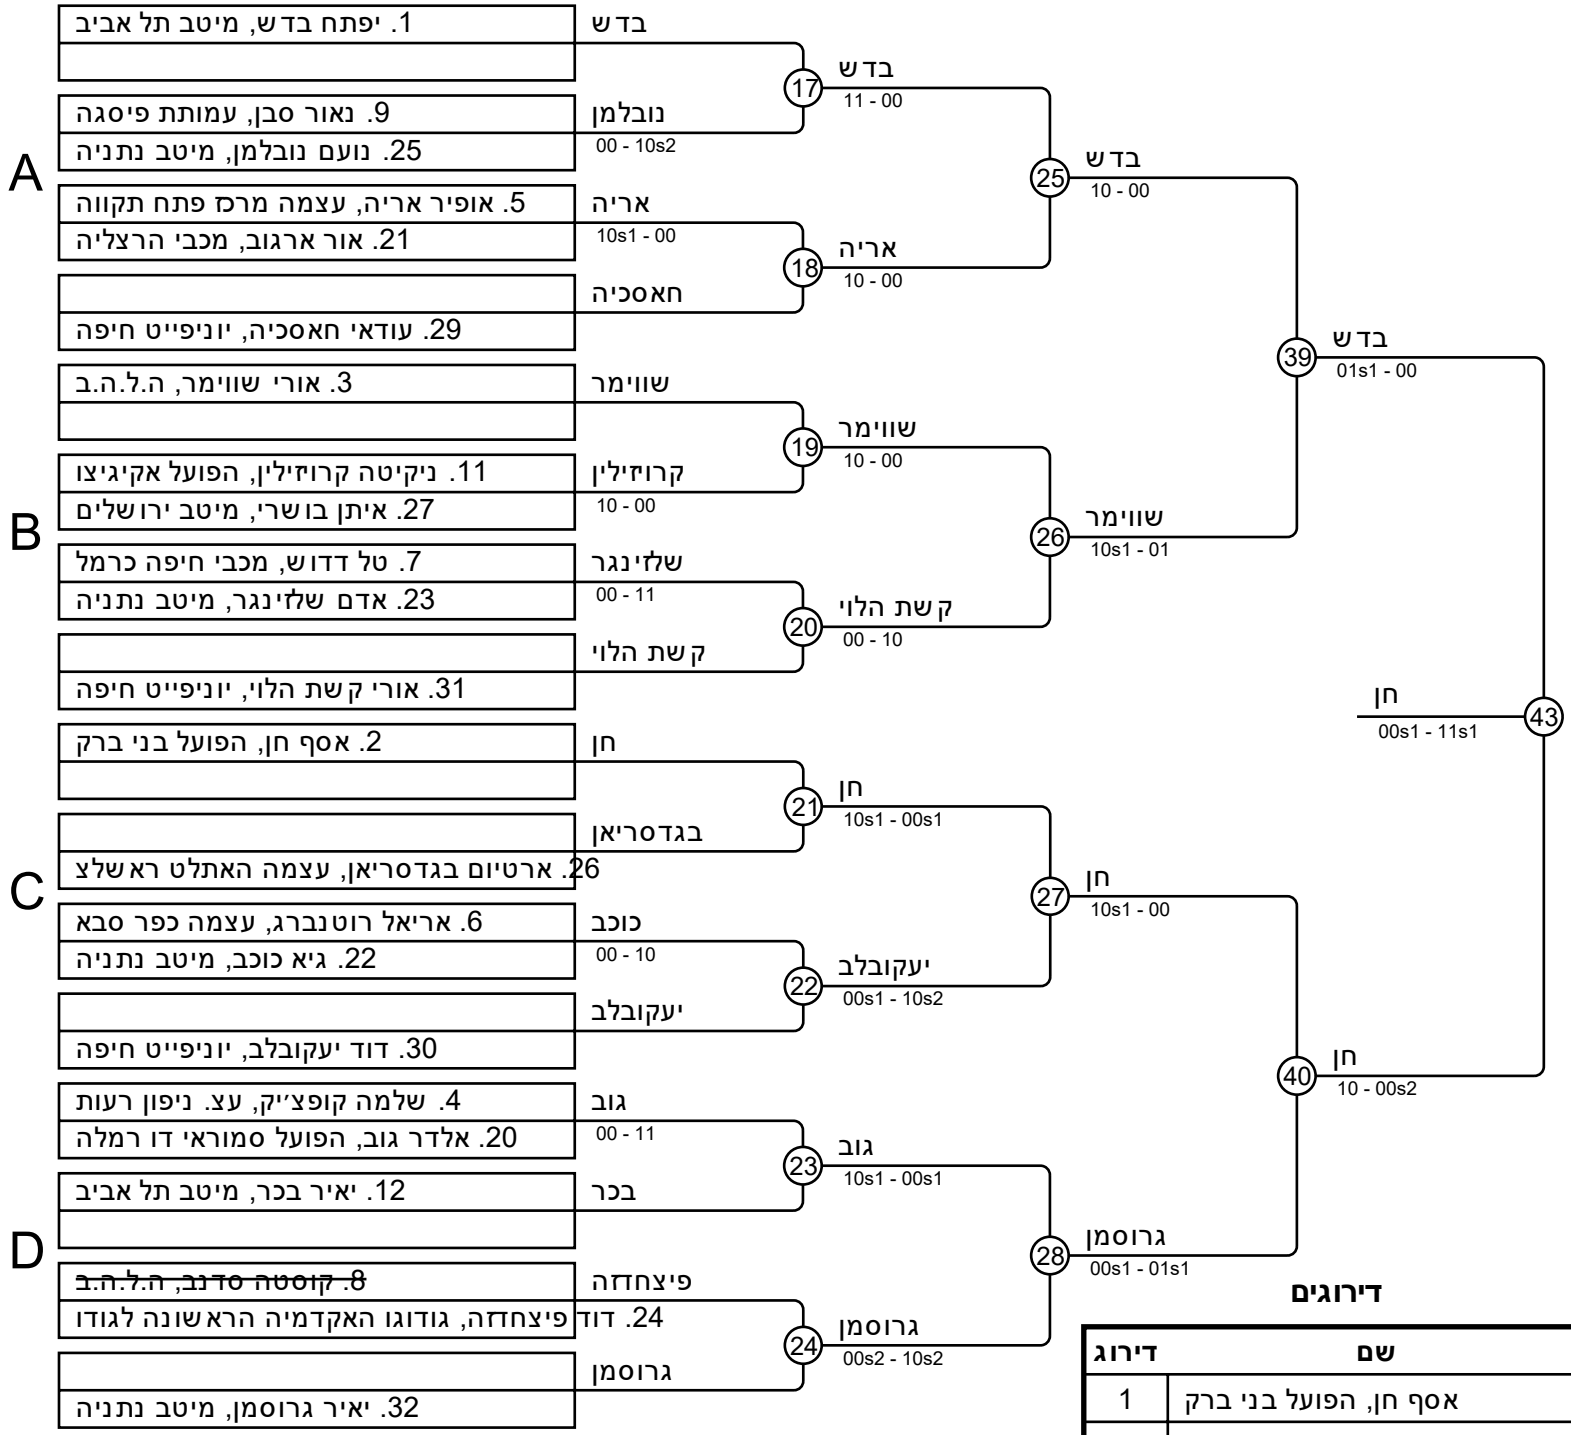 A
1. יפתח בדש, מיטב תל אביב
9. נאור סבן, עמותת פיסגה
25. נועם נובלמן, מיטב נתניה
5. אופיר אריה, עצמה מרכז פתח תקווה
21. אור ארגוב, מכבי הרצליה
29. עודאי חאסכיה, יוניפייט חיפה
B
3. אורי שווימר, ה.ל.ה.ב
11. ניקיטה קרויזילין, הפועל אקיגיצו
27. איתן בושרי, מיטב ירושלים
7. טל דדוש, מכבי חיפה כרמל
23. אדם שלזינגר, מיטב נתניה
31. אורי קשת הלוי, יוניפייט חיפה
C
2. אסף חן, הפועל בני ברק
26. ארטיום בגדסריאן, עצמה האתלט ראשלצ
6. אריאל רוטנברג, עצמה כפר סבא
22. גיא כוכב, מיטב נתניה
30. דוד יעקובלב, יוניפייט חיפה
D
4. שלמה קופצ׳יק, עצ. ניפון רעות
20. אלדר גוב, הפועל סמוראי דו רמלה
12. יאיר בכר, מיטב תל אביב
8. קוסטה סדנב, ה.ל.ה.ב
24. דוד פיצחדזה, גודוגו האקדמיה הראשונה לגודו
32. יאיר גרוסמן, מיטב נתניה
בדש
נובלמן
00 - 10s2
אריה
10s1 - 00
חאסכיה
שווימר
קרויזילין
10 - 00
שלזינגר
00 - 11
קשת הלוי
חן
בגדסריאן
כוכב
00 - 10
יעקובלב
גוב
00 - 11
בכר
פיצחדזה
גרוסמן
17
בדש
11 - 00
18
אריה
10 - 00
19
שווימר
10 - 00
20
קשת הלוי
00 - 10
21
חן
10s1 - 00s1
22
יעקובלב
00s1 - 10s2
23
גוב
10s1 - 00s1
24
גרוסמן
00s2 - 10s2
25
בדש
10 - 00
26
שווימר
10s1 - 01
27
חן
10s1 - 00
28
גרוסמן
00s1 - 01s1
39
בדש
01s1 - 00
40
חן
10 - 00s2
43
חן
00s1 - 11s1
דירוגים
דירוג שם
1 אסף חן, הפועל בני ברק